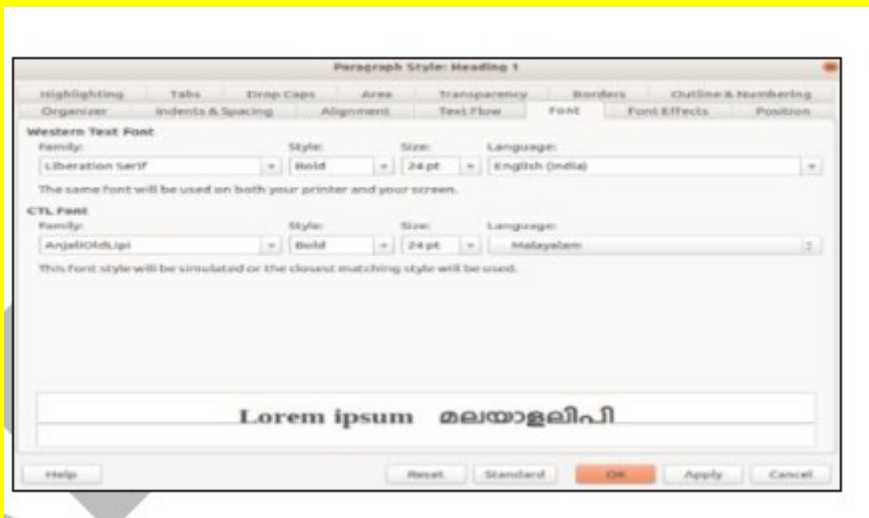 Paragraph Style: Heading 1
Highlighting Tabs Drop Caps Area Transparency Borders Outline & Numbering
Organizer Indents & Spacing Alignment Text Flow Font Font Effects Position
Western Text Font
Family: Style: Size: Language:
Liberation Serif Bold 24 pt English (India)
The same font will be used on both your printer and your screen.
CTL Font
Family: Style: Size: Language:
AnjaliOldLipi Bold 24 pt Malayalam
This font style will be simulated or the closest matching style will be used.
Lorem ipsum മലയാളലിപി
Help Reset Standard OK Apply Cancel